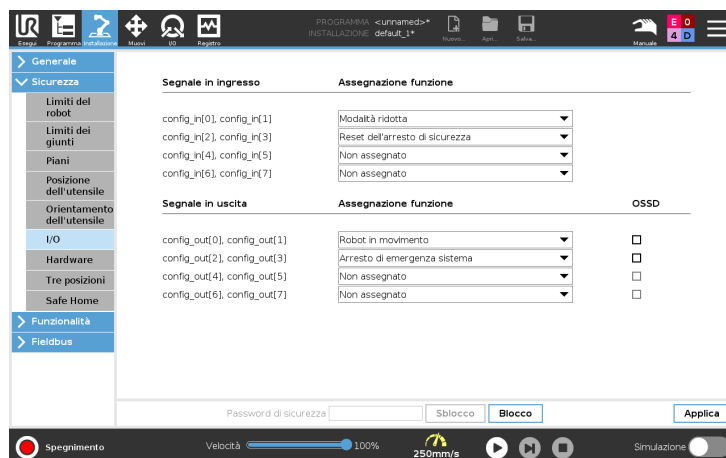 UR
PROGRAMMA <unnamed>*
INSTALLAZIONE default_1*
Esegui Programma Installazione Muovi I/O Registro Nuovo... Apri... Salva... Manuale
E 0
4 D
Generale
Sicurezza
Limiti del
robot
Limiti dei
giunti
Piani
Posizione
dell'utensile
Orientamento
dell'utensile
I/O
Hardware
Tre posizioni
Safe Home
Funzionalità
Fieldbus
Segnale in ingresso Assegnazione funzione
config_in[0], config_in[1] Modalità ridotta
config_in[2], config_in[3] Reset dell'arresto di sicurezza
config_in[4], config_in[5] Non assegnato
config_in[6], config_in[7] Non assegnato
Segnale in uscita Assegnazione funzione OSSD
config_out[0], config_out[1] Robot in movimento
config_out[2], config_out[3] Arresto di emergenza sistema
config_out[4], config_out[5] Non assegnato
config_out[6], config_out[7] Non assegnato
Password di sicurezza Sblocco Blocco Applica
Spegnimento Velocità 100% 250mm/s Simulazione